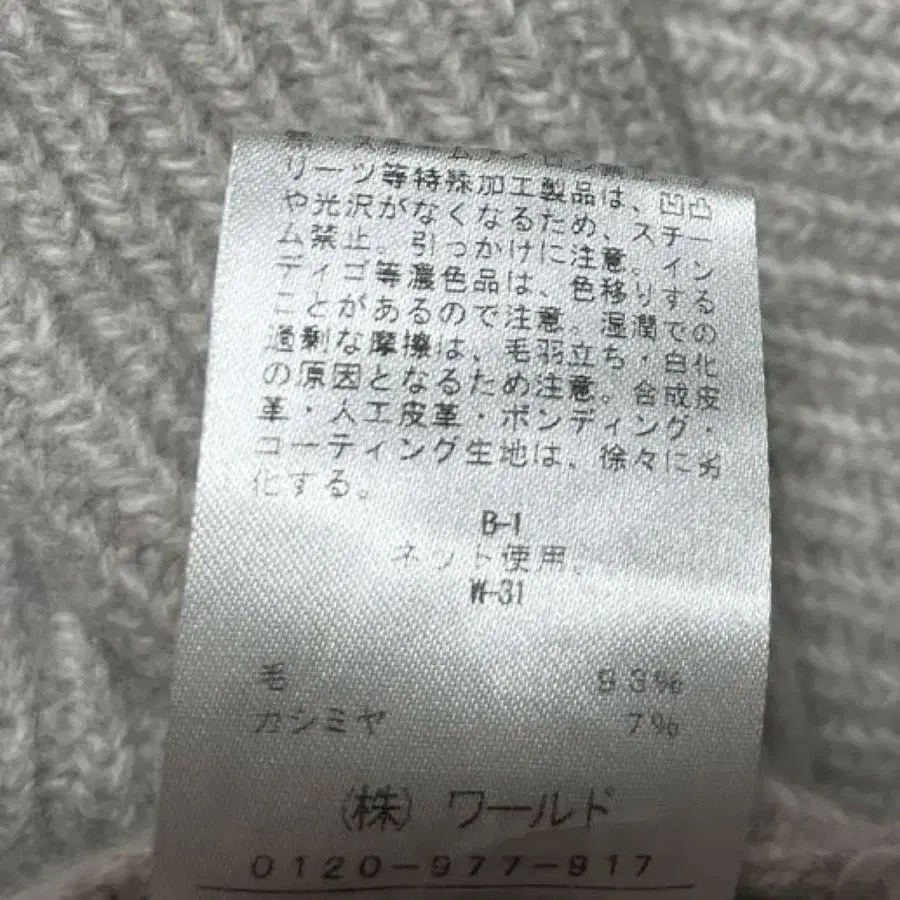 リーツ等特殊加工製品は、凹凸
や光沢がなくなるため、スチー
ム禁止。引っかけに注意。イン
ディゴ等濃色品は、色移りする
ことがあるので注意。湿潤での
過剰な摩擦は、毛羽立ち・白化
の原因となるため注意。合成皮
革・人工皮革・ボンディング・
コーティング生地は、徐々に劣
化する。
B-1
ネット使用。
W-31
毛 93%
カシミヤ 7%
(株) ワールド
0120-977-917